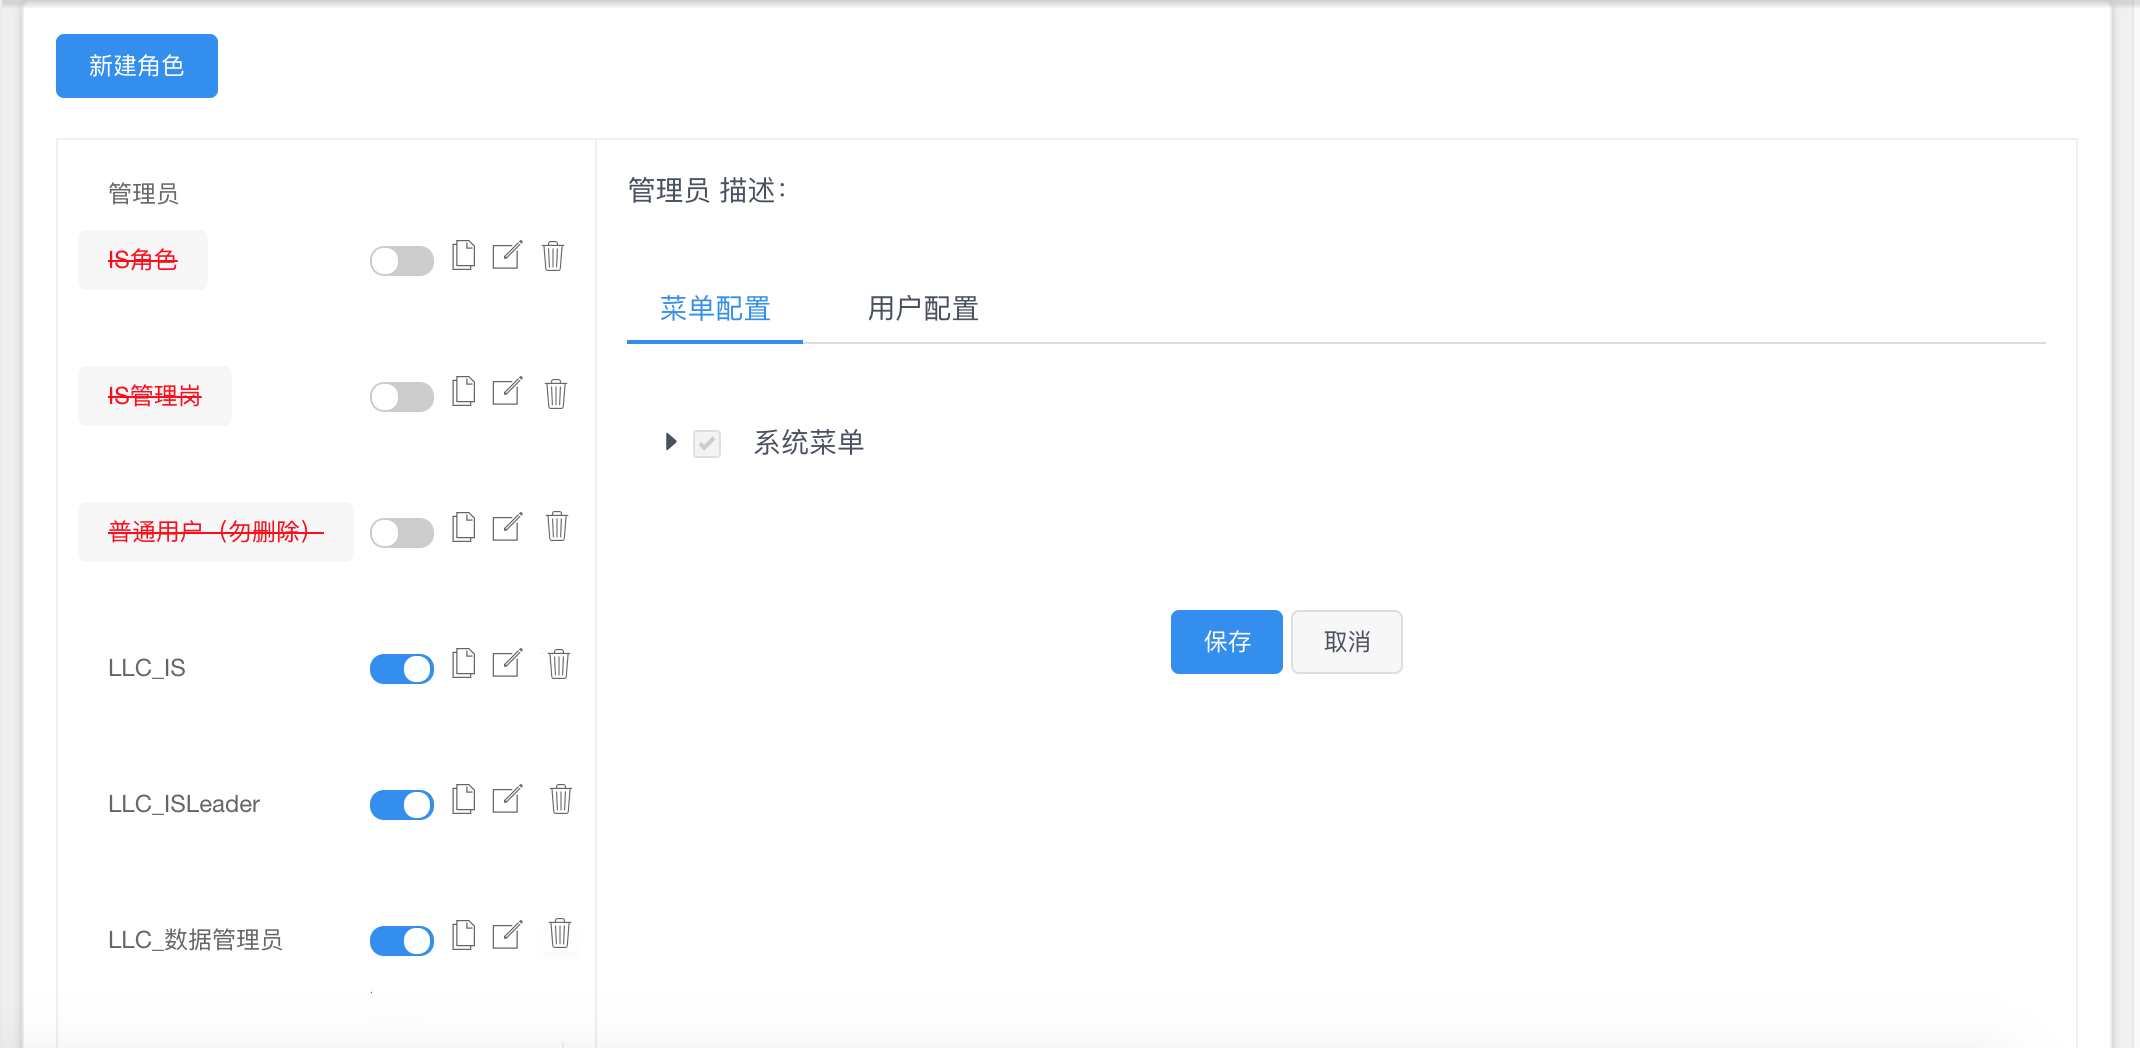 新建角色
管理员
IS角色
IS管理岗
普通用户（勿删除）
LLC_IS
LLC_ISLeader
LLC_数据管理员
管理员 描述：
菜单配置 用户配置
系统菜单
保存 取消